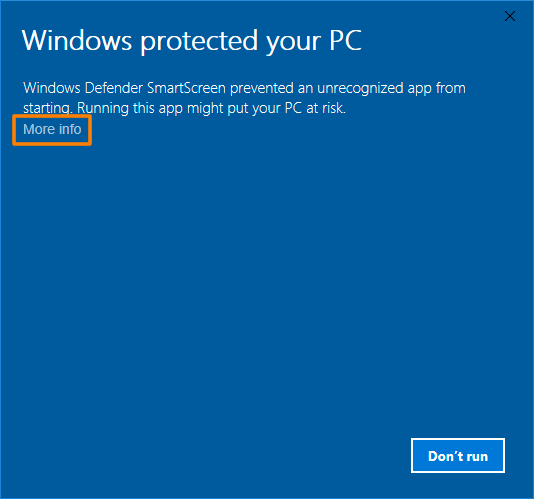 Windows protected your PC
Windows Defender SmartScreen prevented an unrecognized app from
starting. Running this app might put your PC at risk.
More info
Don't run